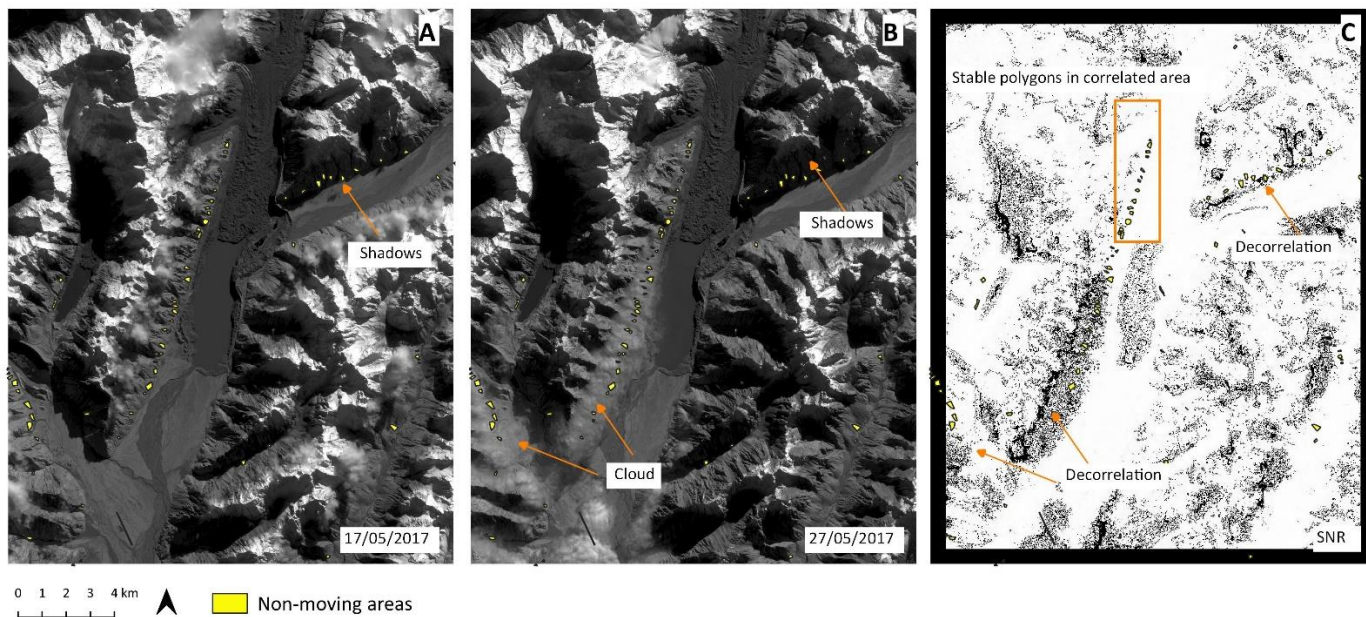 A
B
C
Stable polygons in correlated area
Shadows
Shadows
Decorrelation
Cloud
Decorrelation
17/05/2017
27/05/2017
SNR
0 1 2 3 4 km
Non-moving areas